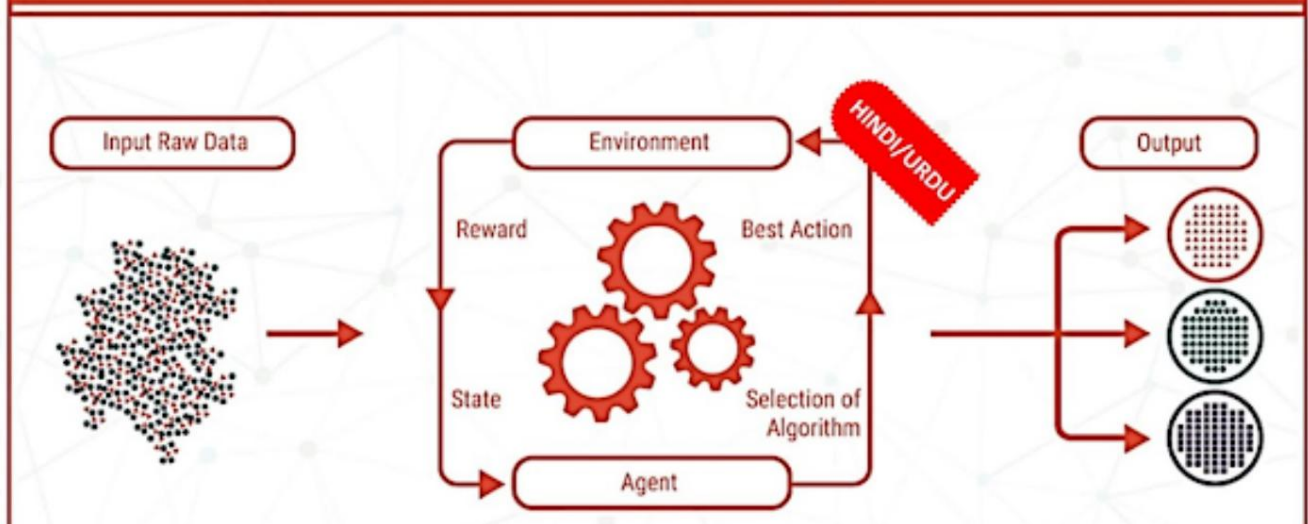 Input Raw Data
Environment
HINDI/URDU
Output
Reward
Best Action
State
Selection of
Algorithm
Agent